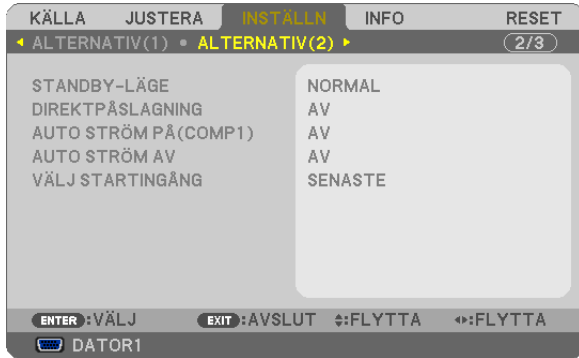 KÄLLA JUSTERA INSTÄLLN INFO RESET
ALTERNATIV(1) • ALTERNATIV(2) 2/3
STANDBY-LÄGE NORMAL
DIREKTPÅSLAGNING AV
AUTO STRÖM PÅ(COMP1) AV
AUTO STRÖM AV AV
VÄLJ STARTINGÅNG SENASTE
ENTER:VÄLJ EXIT:AVSLUT :FLYTTA :FLYTTA
DATOR1